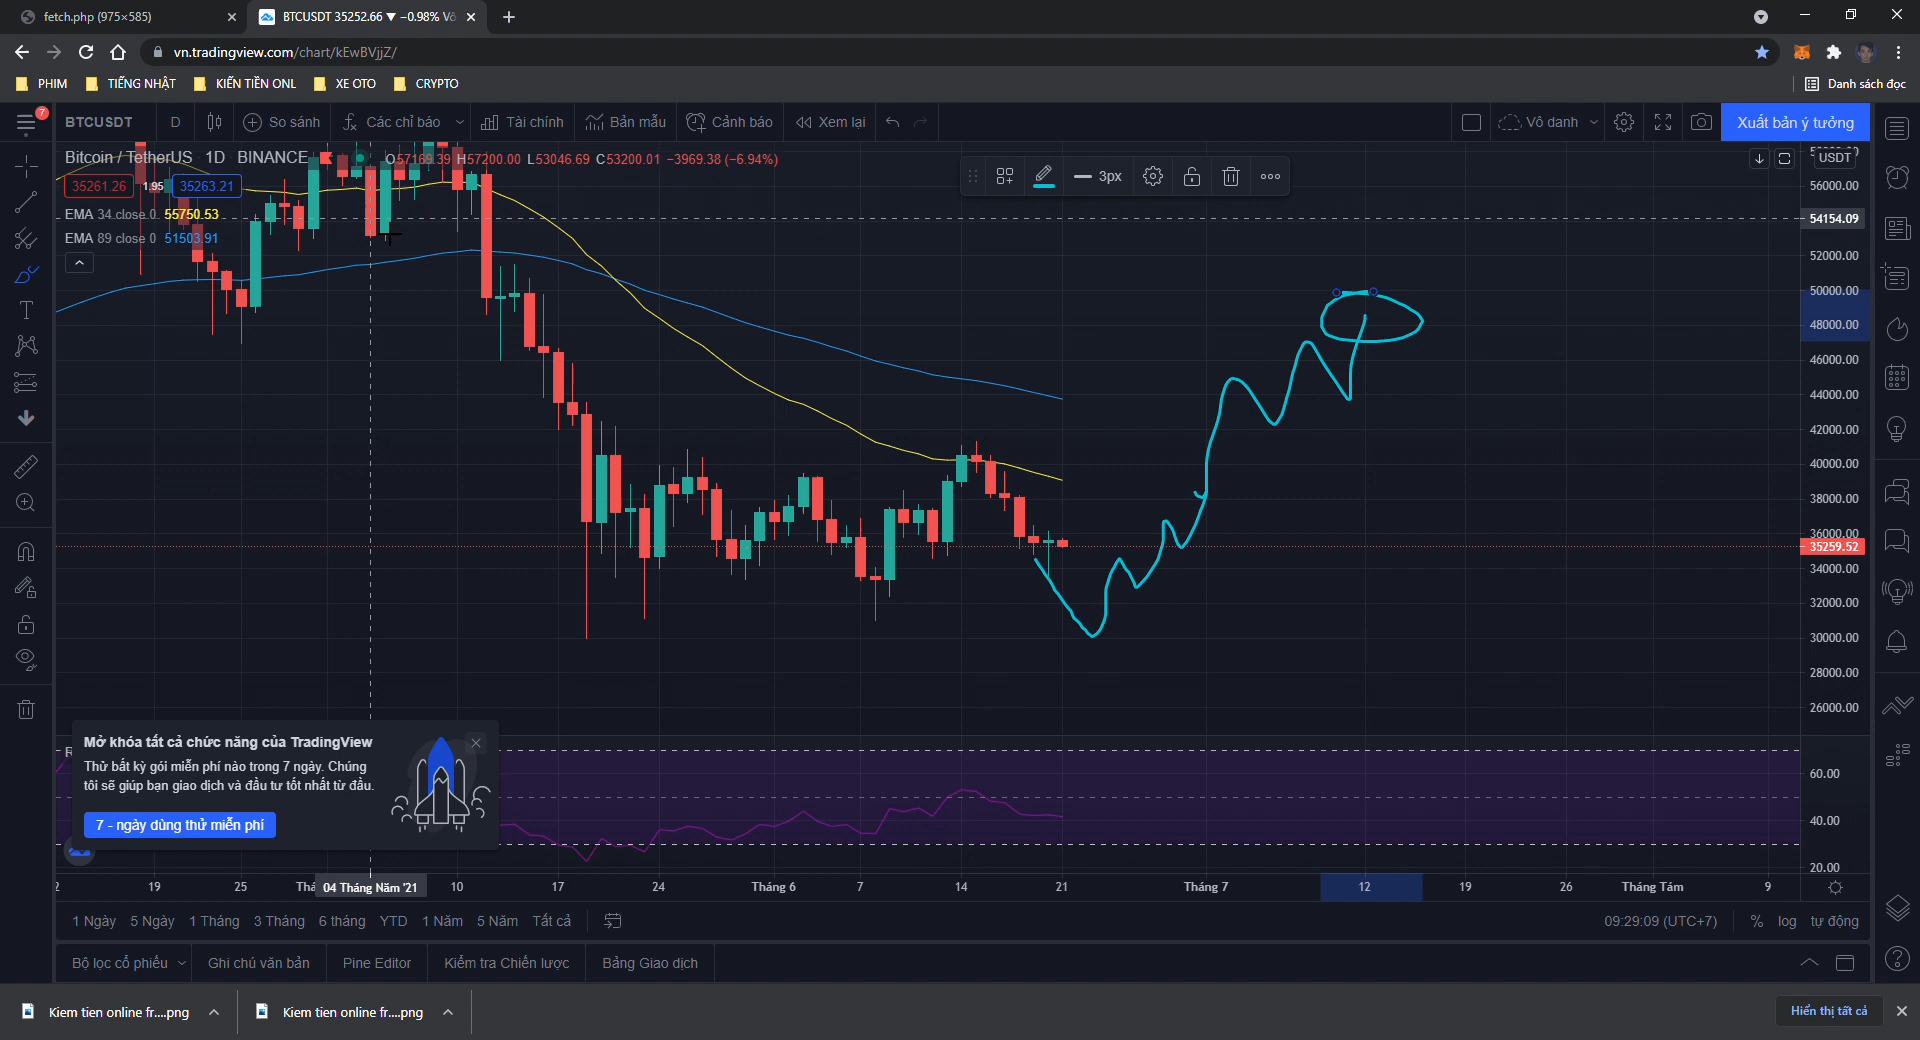 fetch.php (975×585)
BTCUSDT 35252.66 ▼ −0.98% Vô
vn.tradingview.com/chart/kEwBVjjZ/
PHIM
TIẾNG NHẬT
KIẾN TIỀN ONL
XE OTO
CRYPTO
Danh sách đọc
7
BTCUSDT
D
So sánh
Các chỉ báo
Tài chính
Bản mẫu
Cảnh báo
Xem lại
Vô danh
Xuất bản ý tưởng
Bitcoin / TetherUS 1D BINANCE
O57169.39 H57200.00 L53046.69 C53200.01 −3969.38 (−6.94%)
35261.26 1.95 35263.21
EMA 34 close 0 55750.53
EMA 89 close 0 51503.91
3px
USDT
56000.00
54154.09
52000.00
50000.00
48000.00
46000.00
44000.00
42000.00
40000.00
38000.00
36000.00
35259.52
34000.00
32000.00
30000.00
28000.00
26000.00
60.00
40.00
20.00
Mở khóa tất cả chức năng của TradingView
Thử bất kỳ gói miễn phí nào trong 7 ngày. Chúng
tôi sẽ giúp bạn giao dịch và đầu tư tốt nhất từ đầu.
7 - ngày dùng thử miễn phí
2
19
25
Thá
04 Tháng Năm '21
10
17
24
Tháng 6
7
14
21
Tháng 7
12
19
26
Tháng Tám
9
1 Ngày
5 Ngày
1 Tháng
3 Tháng
6 tháng
YTD
1 Năm
5 Năm
Tất cả
09:29:09 (UTC+7)
%
log
tự động
Bộ lọc cổ phiếu
Ghi chú văn bản
Pine Editor
Kiểm tra Chiến lược
Bảng Giao dịch
Kiem tien online fr....png
Kiem tien online fr....png
Hiển thị tất cả